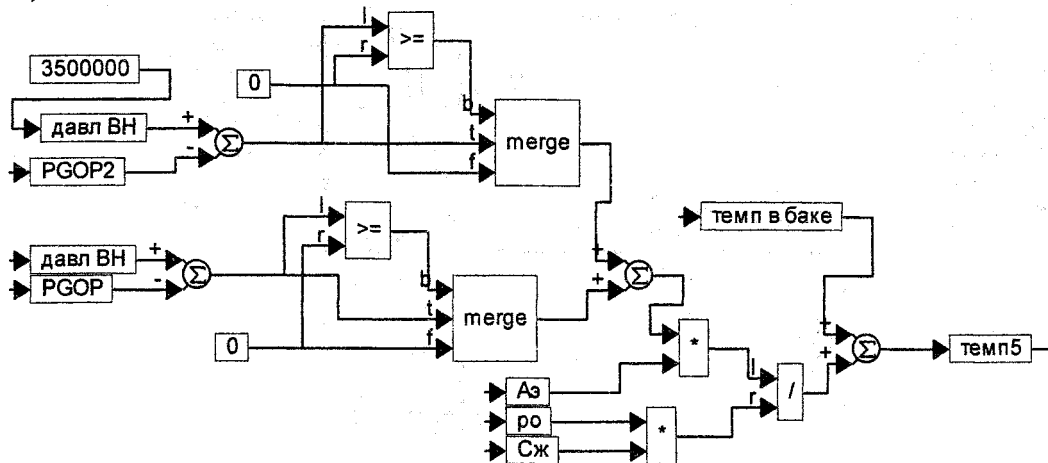 l
>=
r
3500000
0
b
давл ВН
+
t
merge
-
PGOP2
f
l
>=
r
темп в баке
давл ВН
+
+
PGOP
-
b
+
t
merge
+
0
f
*
+
темп5
l
/
Аэ
r
ро
*
Сж